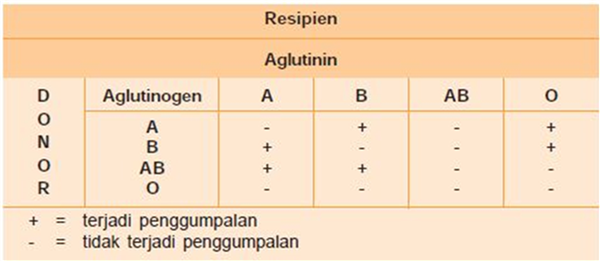 Resipien
Aglutinin
D O N O R
Aglutinogen A B AB O
A - + - +
B + - - +
AB + + - -
O - - - -
+ = terjadi penggumpalan
- = tidak terjadi penggumpalan